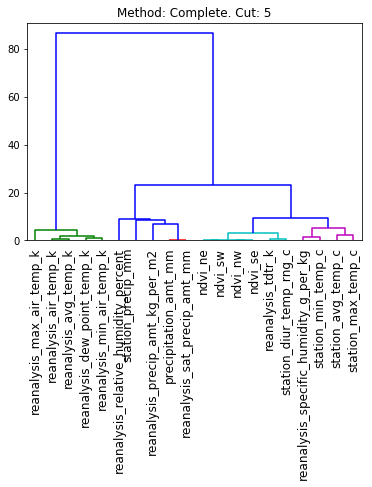 Method: Complete. Cut: 5
80
60
40
20
0
reanalysis_max_air_temp_k
reanalysis_air_temp_k
reanalysis_avg_temp_k
reanalysis_dew_point_temp_k
reanalysis_min_air_temp_k
reanalysis_relative_humidity_percent
station_precip_mm
reanalysis_precip_amt_kg_per_m2
precipitation_amt_mm
reanalysis_sat_precip_amt_mm
ndvi_ne
ndvi_sw
ndvi_nw
ndvi_se
reanalysis_tdtr_k
station_diur_temp_rng_c
reanalysis_specific_humidity_g_per_kg
station_min_temp_c
station_avg_temp_c
station_max_temp_c